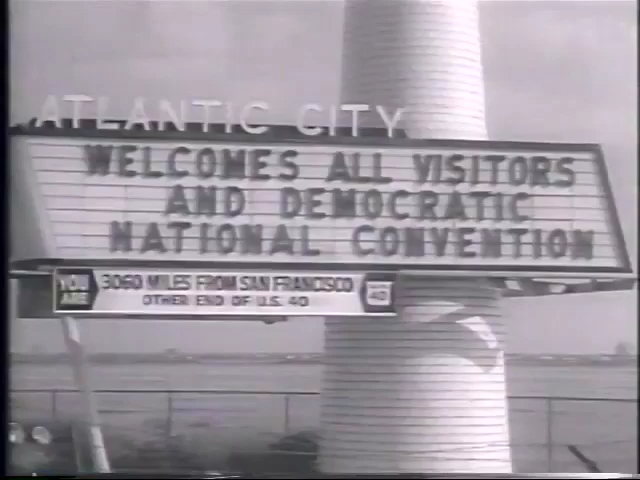 ATLANTIC CITY
WELCOMES ALL VISITORS
AND DEMOCRATIC
NATIONAL CONVENTION
YOU ARE
3060 MILES FROM SAN FRANCISCO
OTHER END OF U.S. 40
40